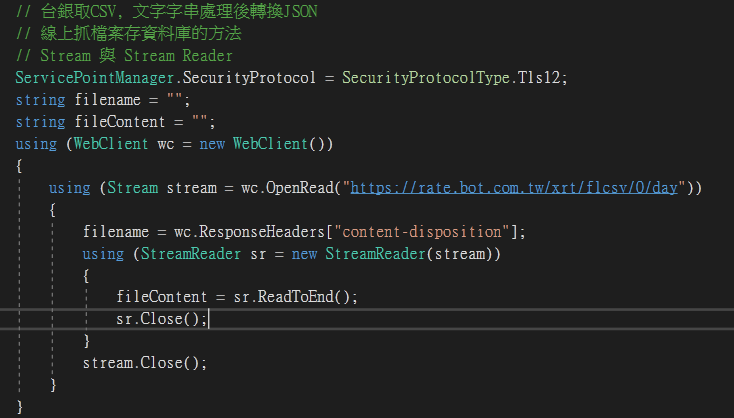 // 台銀取CSV，文字字串處理後轉換JSON
// 線上抓檔案存資料庫的方法
// Stream 與 Stream Reader
ServicePointManager.SecurityProtocol = SecurityProtocolType.Tls12;
string filename = "";
string fileContent = "";
using (WebClient wc = new WebClient())
{
using (Stream stream = wc.OpenRead("https://rate.bot.com.tw/xrt/flcsv/0/day"))
{
filename = wc.ResponseHeaders["content-disposition"];
using (StreamReader sr = new StreamReader(stream))
{
fileContent = sr.ReadToEnd();
sr.Close();
}
stream.Close();
}
}